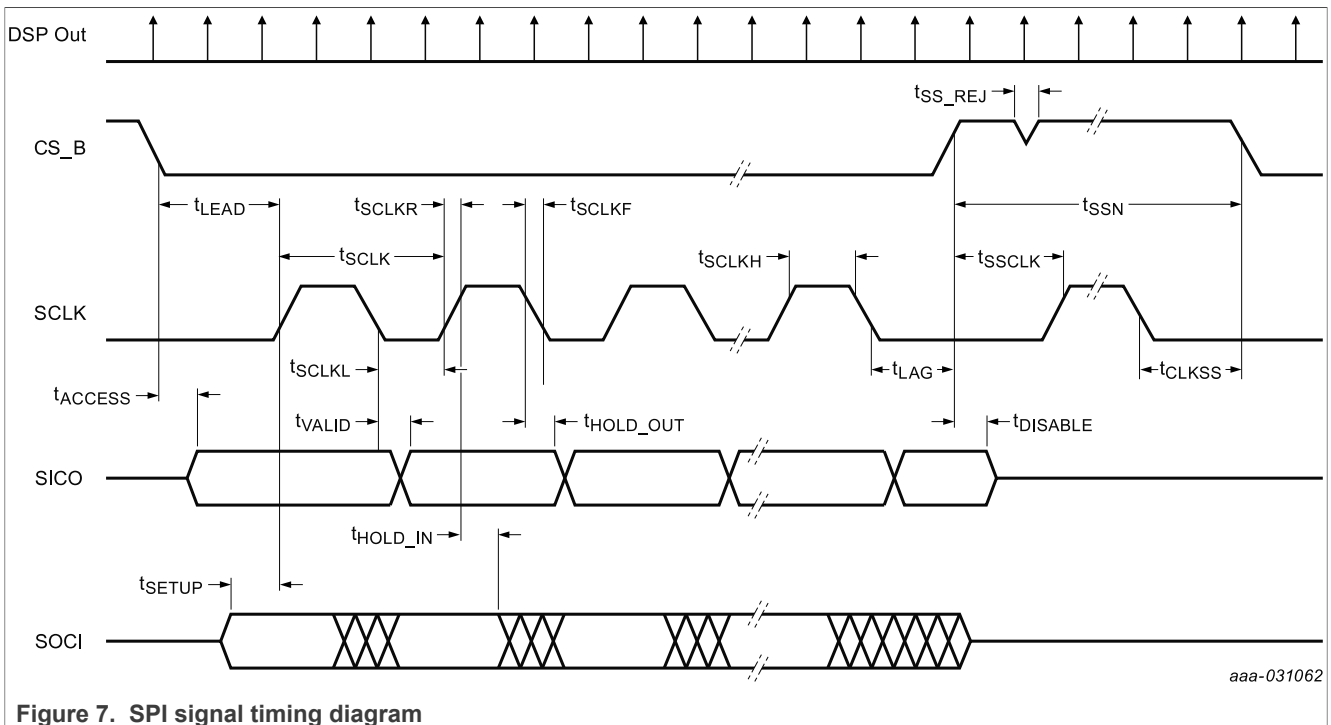 DSP Out
tSS_REJ
CS_B
tLEAD
tSCLKR
tSCLKF
tSSN
tSCLK
tSCLKH
tSSCLK
SCLK
tSCLKL
tLAG
tCLKSS
tACCESS
tVALID
tHOLD_OUT
tDISABLE
SICO
tHOLD_IN
tSETUP
SOCI
aaa-031062
Figure 7. SPI signal timing diagram